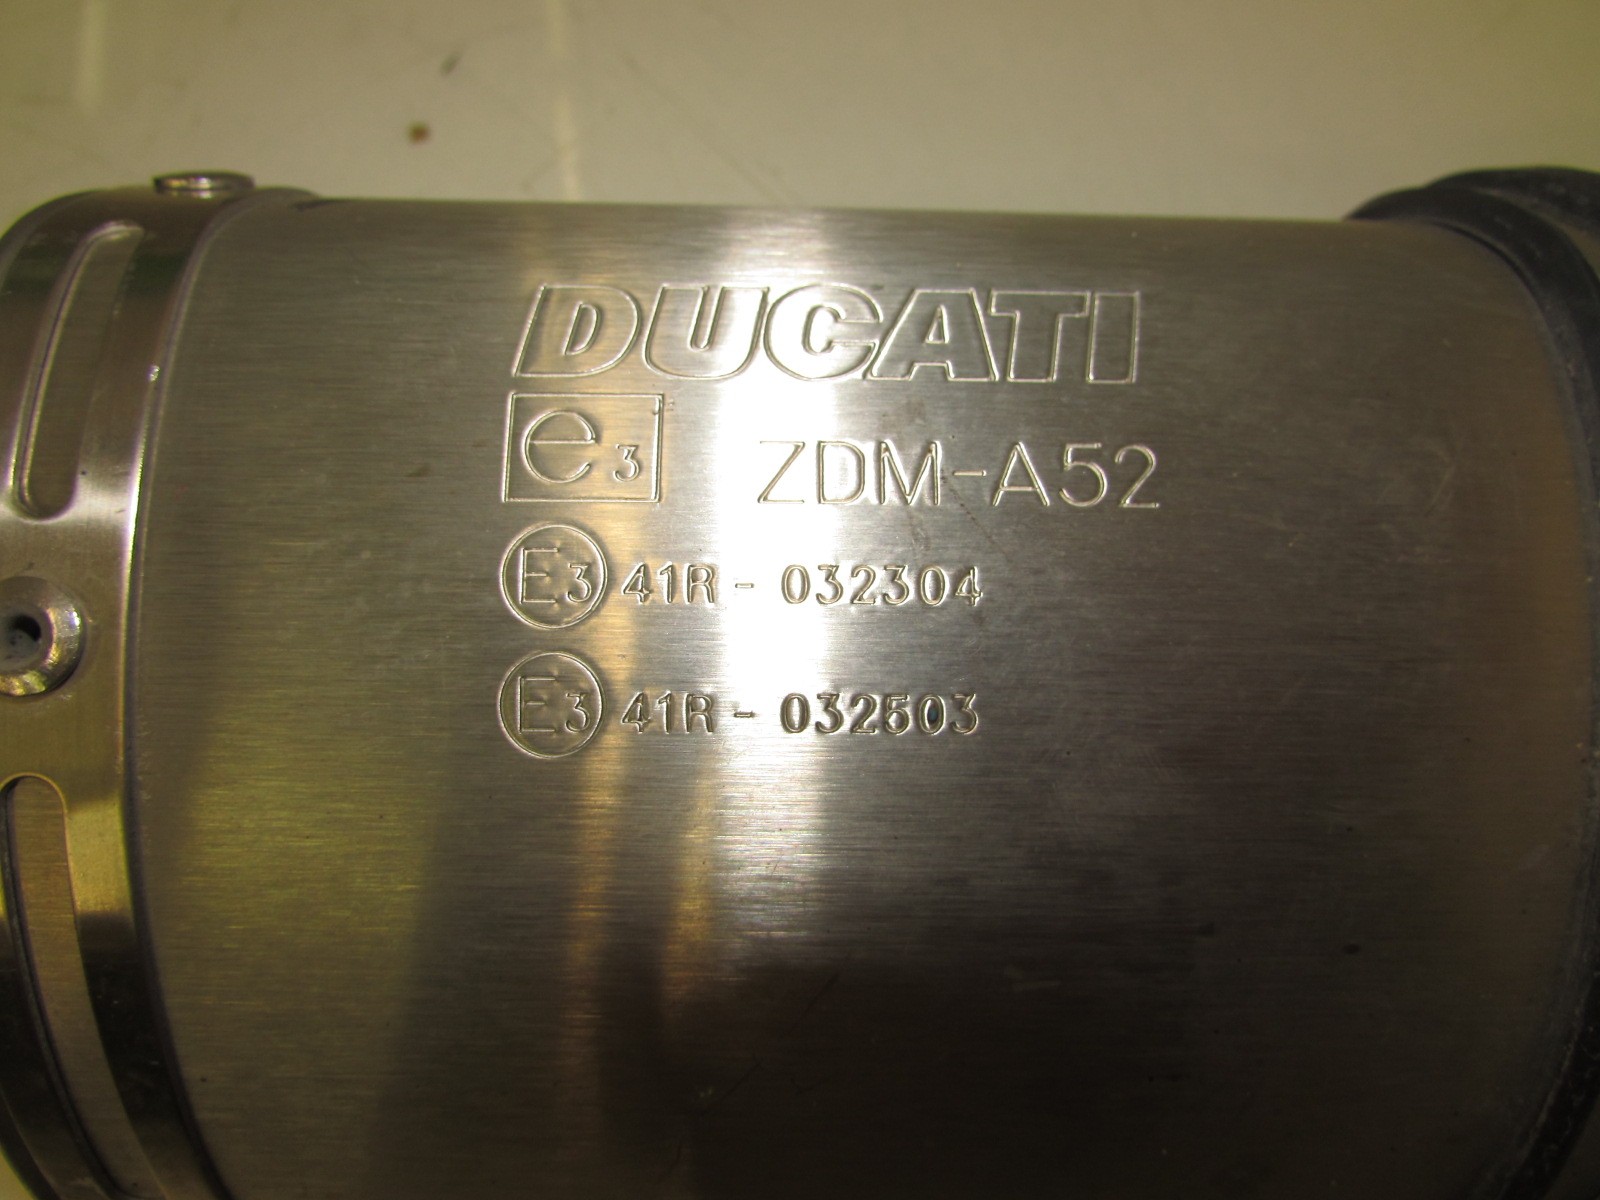 DUCATI
e3 ZDM-A52
E3 41R - 032304
E3 41R - 032503